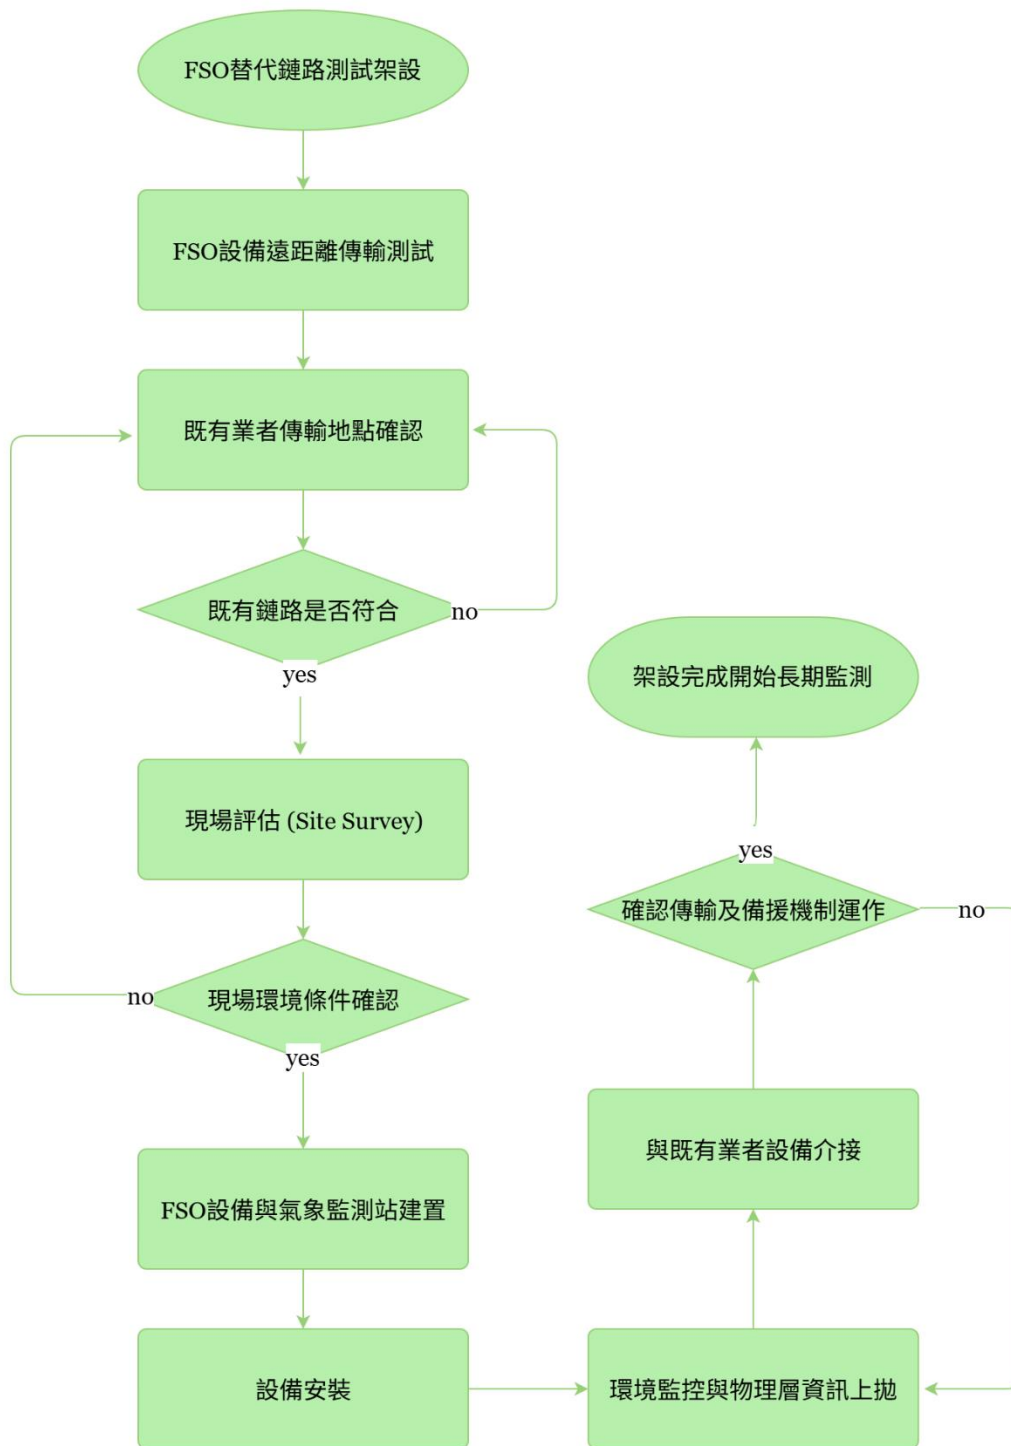 FSO替代鏈路測試架設
FSO設備遠距離傳輸測試
既有業者傳輸地點確認
既有鏈路是否符合
no
yes
現場評估 (Site Survey)
現場環境條件確認
no
yes
FSO設備與氣象監測站建置
設備安裝
環境監控與物理層資訊上拋
與既有業者設備介接
確認傳輸及備援機制運作
no
yes
架設完成開始長期監測